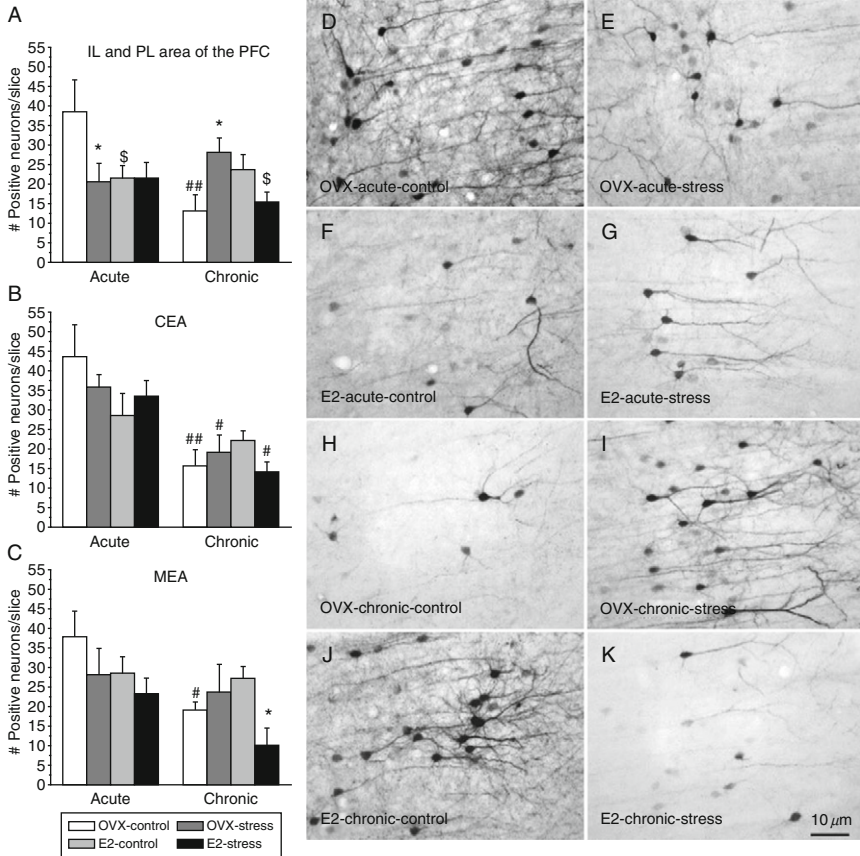 A
IL and PL area of the PFC
# Positive neurons/slice
55
50
45
40
35
30
25
20
15
10
5
0
*
$
##
*
$
Acute
Chronic
B
CEA
# Positive neurons/slice
55
50
45
40
35
30
25
20
15
10
5
0
##
#
#
Acute
Chronic
C
MEA
# Positive neurons/slice
55
50
45
40
35
30
25
20
15
10
5
0
#
*
Acute
Chronic
OVX-control
OVX-stress
E2-control
E2-stress
D
OVX-acute-control
E
OVX-acute-stress
F
E2-acute-control
G
E2-acute-stress
H
OVX-chronic-control
I
OVX-chronic-stress
J
E2-chronic-control
K
E2-chronic-stress
10 μm